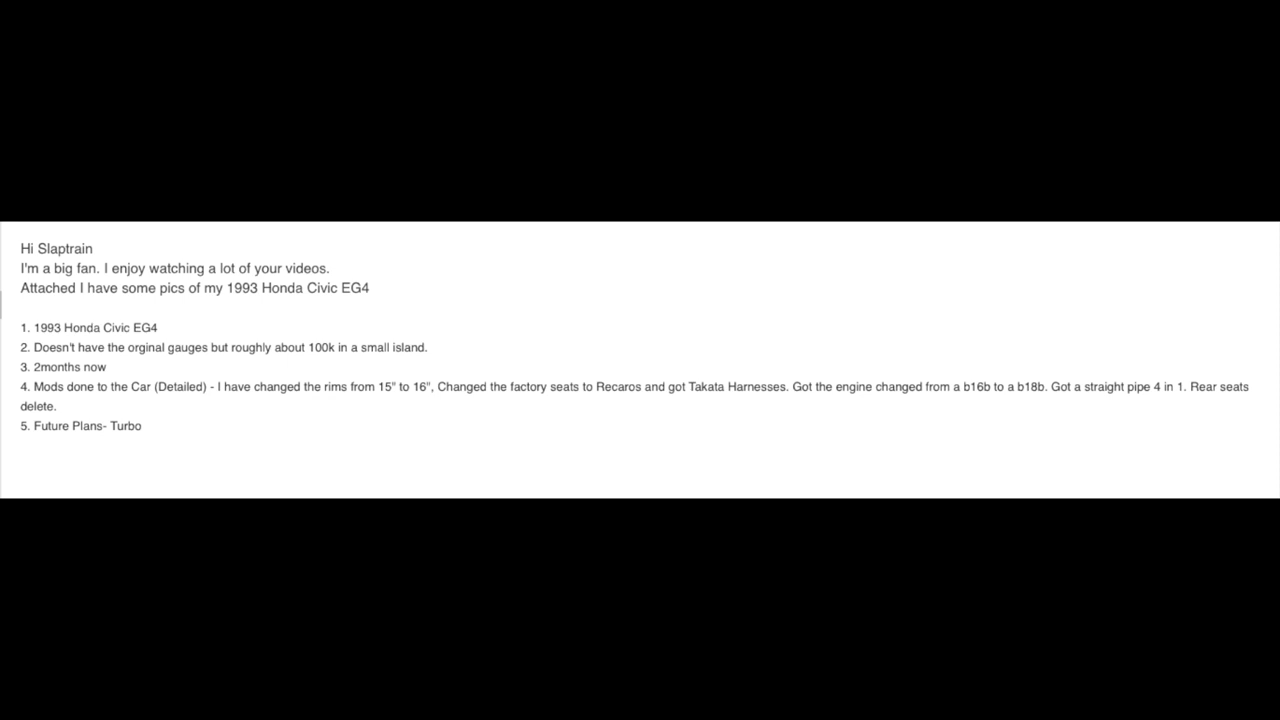 Hi Slaptrain
I'm a big fan. I enjoy watching a lot of your videos.
Attached I have some pics of my 1993 Honda Civic EG4
1. 1993 Honda Civic EG4
2. Doesn't have the orginal gauges but roughly about 100k in a small island.
3. 2months now
4. Mods done to the Car (Detailed) - I have changed the rims from 15" to 16", Changed the factory seats to Recaros and got Takata Harnesses. Got the engine changed from a b16b to a b18b. Got a straight pipe 4 in 1. Rear seats
delete.
5. Future Plans- Turbo